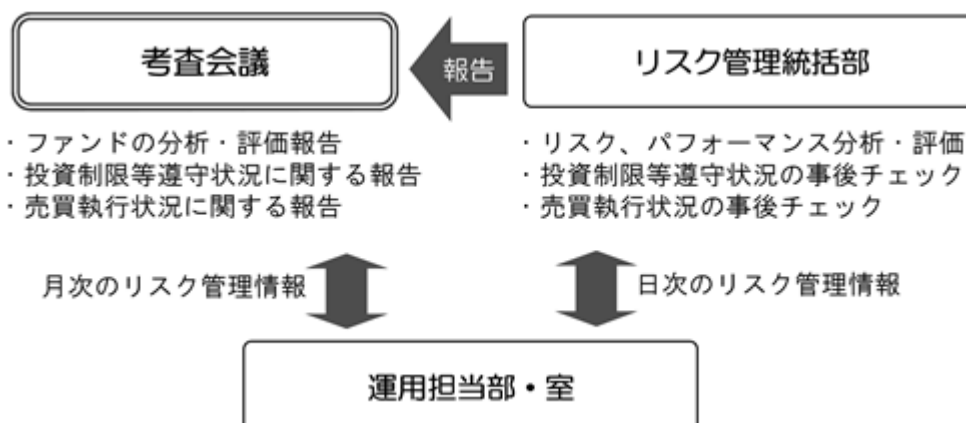 考査会議
報告
リスク管理統括部
・ファンドの分析・評価報告
・投資制限等遵守状況に関する報告
・売買執行状況に関する報告
・リスク、パフォーマンス分析・評価
・投資制限等遵守状況の事後チェック
・売買執行状況の事後チェック
月次のリスク管理情報
日次のリスク管理情報
運用担当部・室